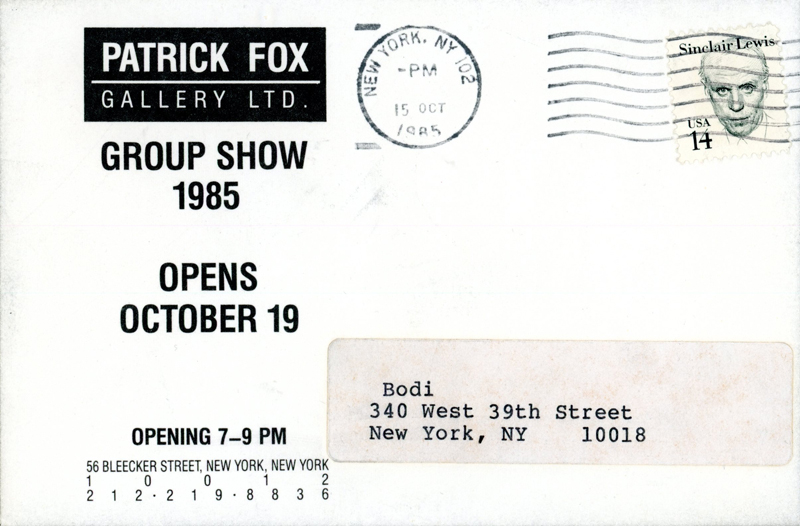 PATRICK FOX
GALLERY LTD.
GROUP SHOW
1985
OPENS
OCTOBER 19
OPENING 7–9 PM
56 BLEECKER STREET, NEW YORK, NEW YORK
1 0 0 1 2
2 1 2 · 2 1 9 · 8 8 3 6
NEW YORK, NY 102
-PM
15 OCT
1985
Sinclair Lewis
USA
14
Bodi
340 West 39th Street
New York, NY 10018